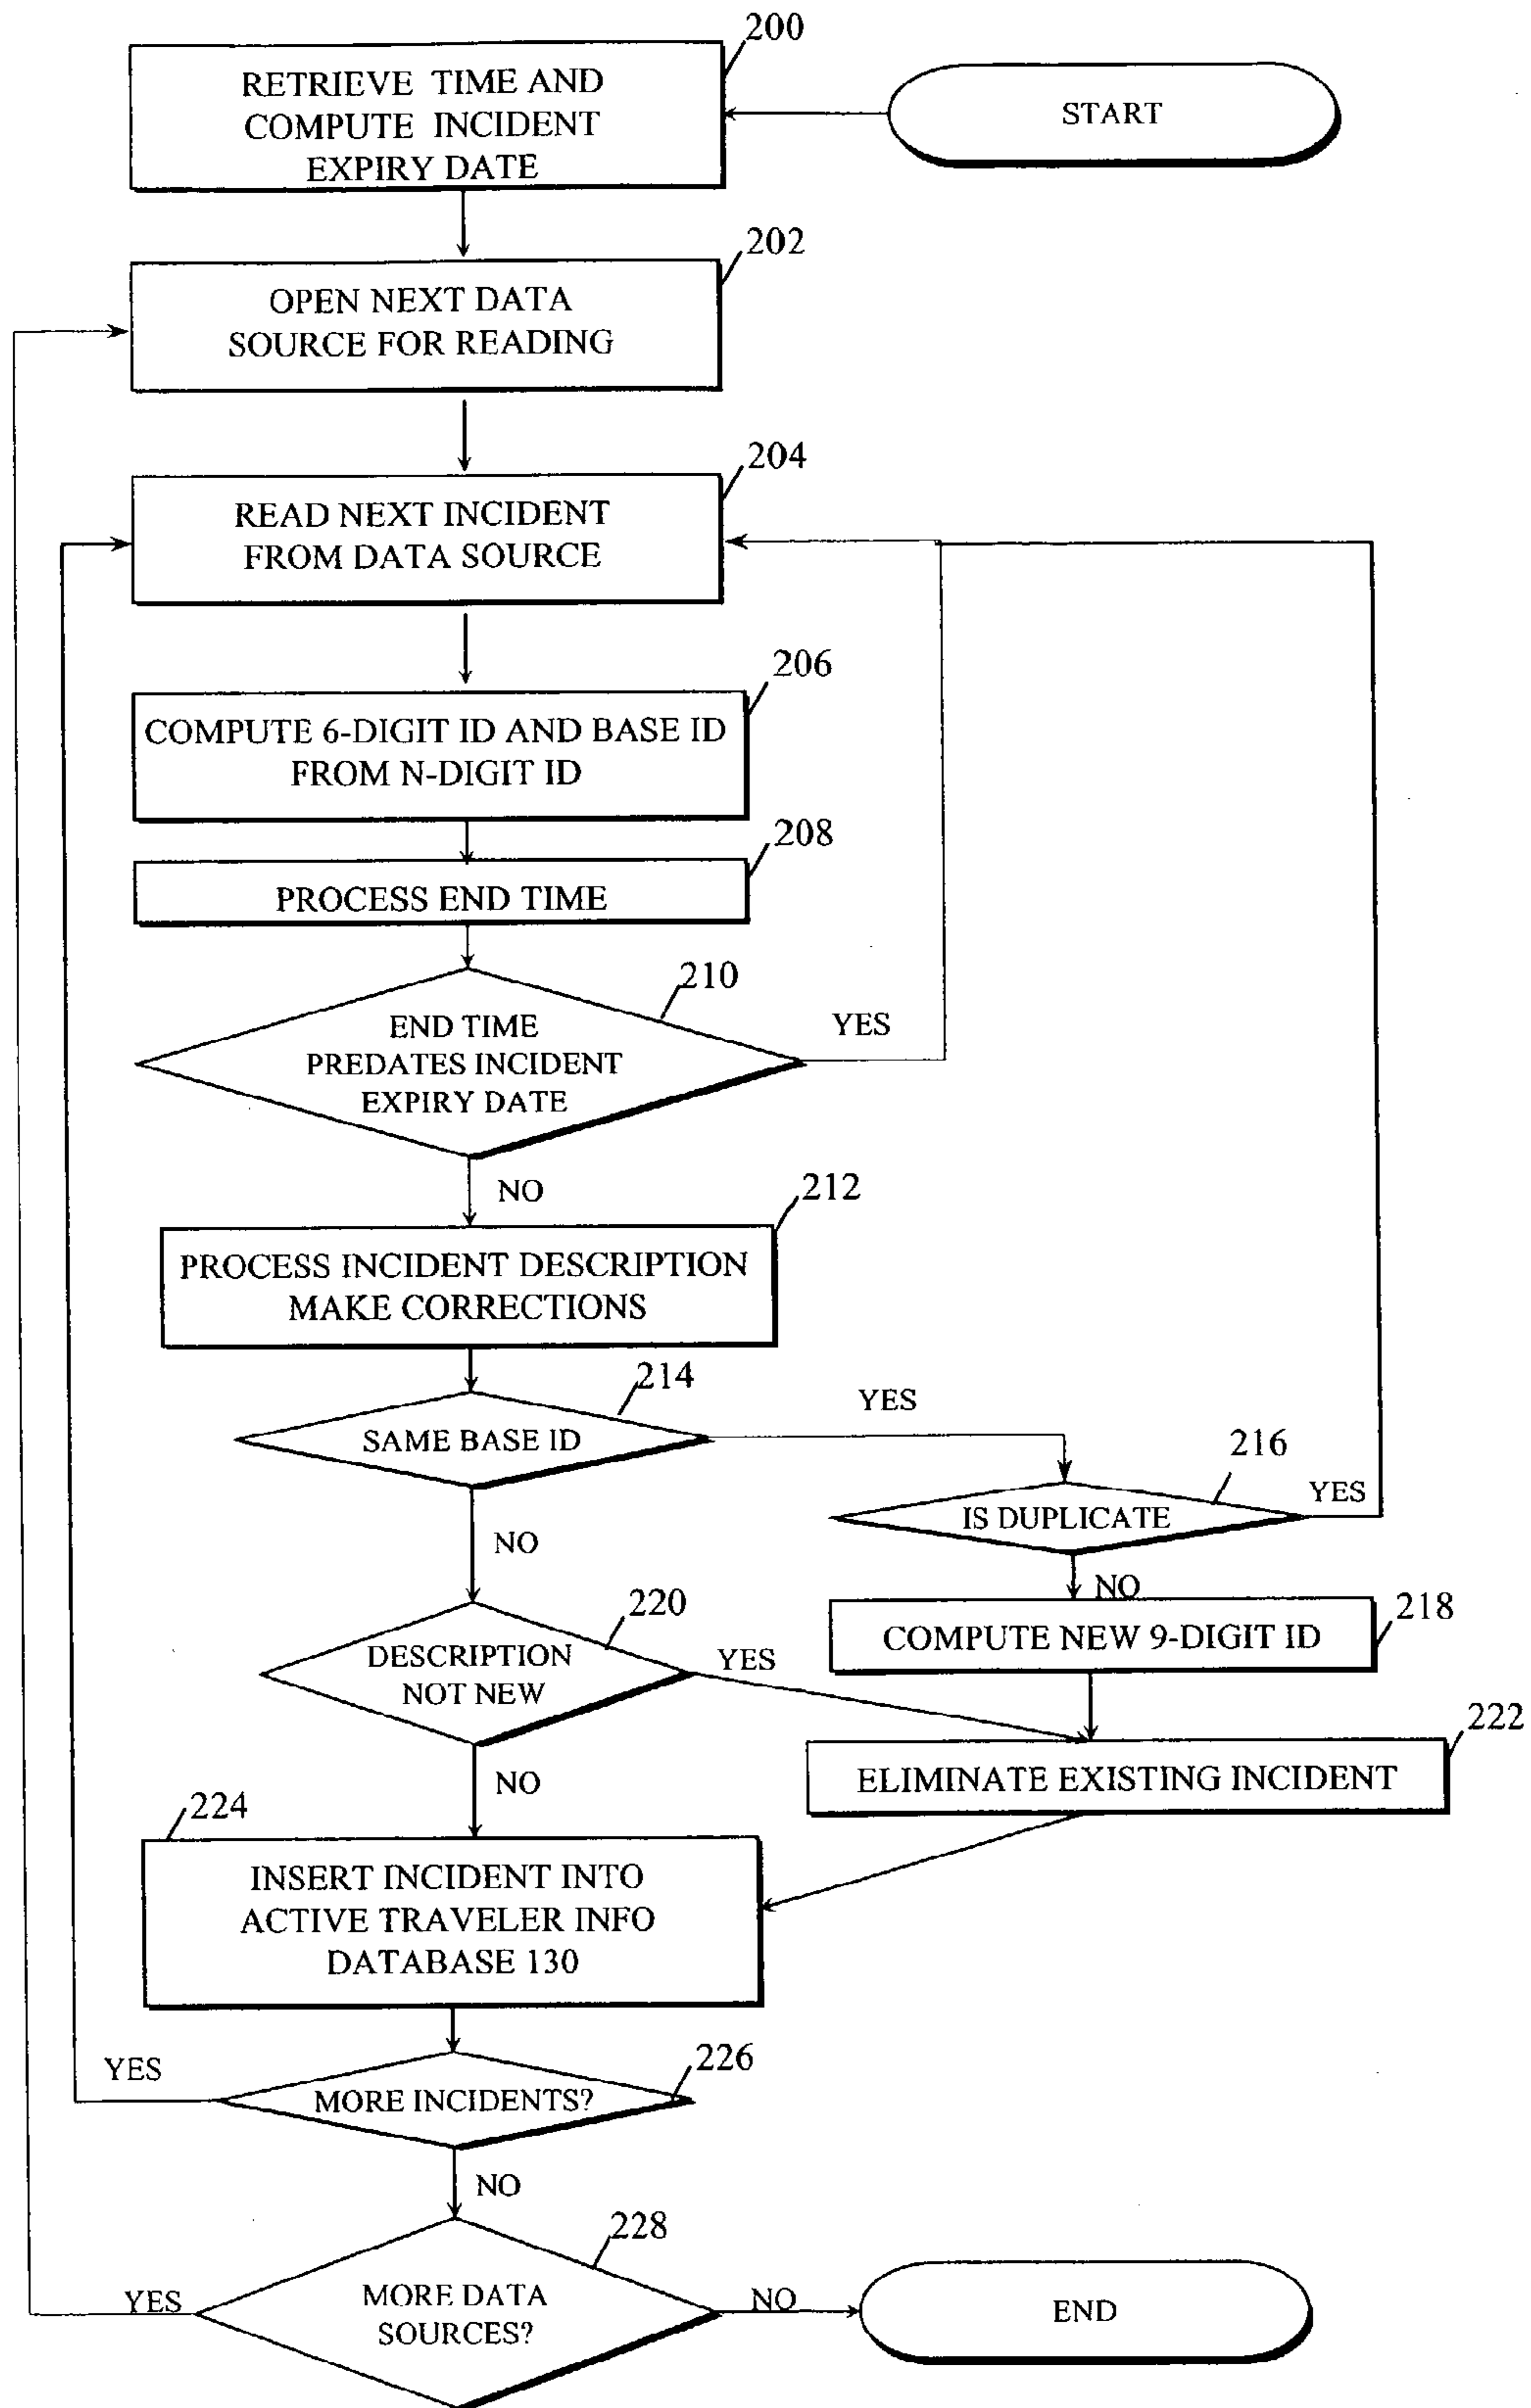 200
RETRIEVE TIME AND
COMPUTE INCIDENT
EXPIRY DATE
START
202
OPEN NEXT DATA
SOURCE FOR READING
204
READ NEXT INCIDENT
FROM DATA SOURCE
206
COMPUTE 6-DIGIT ID AND BASE ID
FROM N-DIGIT ID
208
PROCESS END TIME
210
END TIME
PREDATES INCIDENT
EXPIRY DATE
YES
NO
212
PROCESS INCIDENT DESCRIPTION
MAKE CORRECTIONS
214
SAME BASE ID
YES
216
IS DUPLICATE
YES
NO
NO
218
COMPUTE NEW 9-DIGIT ID
220
DESCRIPTION
NOT NEW
YES
222
ELIMINATE EXISTING INCIDENT
NO
224
INSERT INCIDENT INTO
ACTIVE TRAVELER INFO
DATABASE 130
226
MORE INCIDENTS?
YES
NO
228
MORE DATA
SOURCES?
YES
NO
END